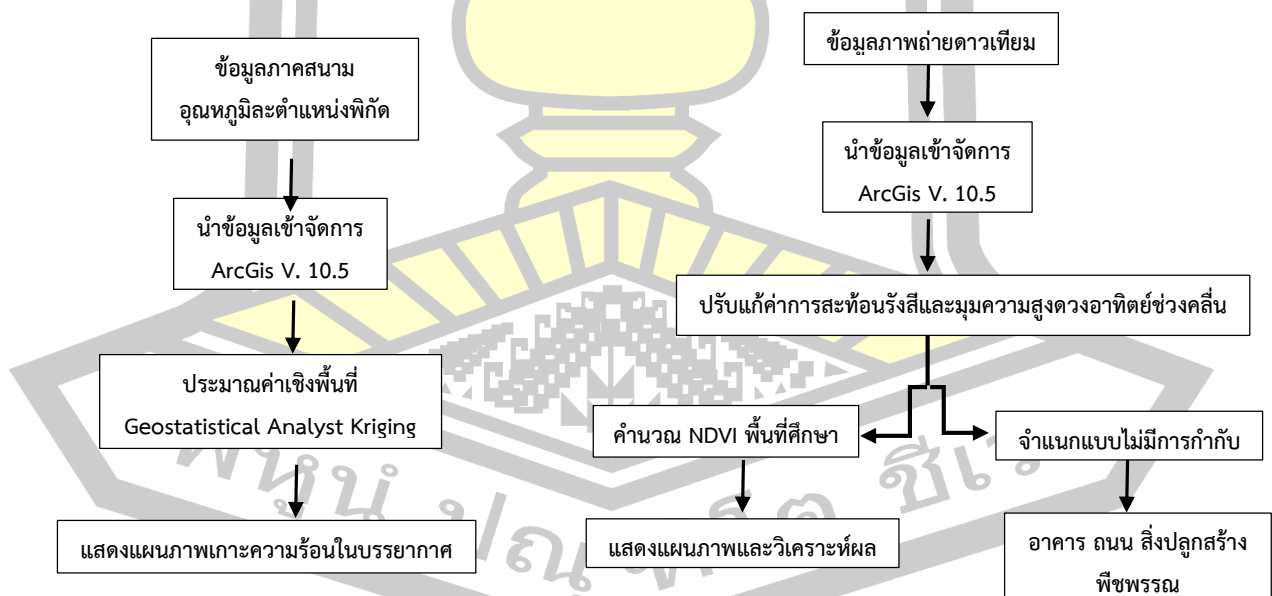 ข้อมูลภาคสนาม
อุณหภูมิละตำแหน่งพิกัด
นำข้อมูลเข้าจัดการ
ArcGis V. 10.5
ประมาณค่าเชิงพื้นที่
Geostatistical Analyst Kriging
แสดงแผนภาพเกาะความร้อนในบรรยากาศ
ข้อมูลภาพถ่ายดาวเทียม
นำข้อมูลเข้าจัดการ
ArcGis V. 10.5
ปรับแก้ค่าการสะท้อนรังสีและมุมความสูงดวงอาทิตย์ช่วงคลื่น
คำนวณ NDVI พื้นที่ศึกษา
แสดงแผนภาพและวิเคราะห์ผล
จำแนกแบบไม่มีการกำกับ
อาคาร ถนน สิ่งปลูกสร้าง
พืชพรรณ